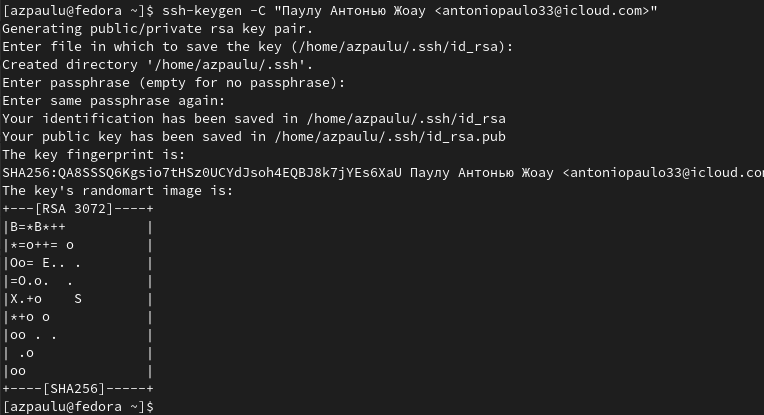 [azpaulu@fedora ~]$ ssh-keygen -C "Паулу Антонью Жоау <antoniopaulo33@icloud.com>"
Generating public/private rsa key pair.
Enter file in which to save the key (/home/azpaulu/.ssh/id_rsa):
Created directory '/home/azpaulu/.ssh'.
Enter passphrase (empty for no passphrase):
Enter same passphrase again:
Your identification has been saved in /home/azpaulu/.ssh/id_rsa
Your public key has been saved in /home/azpaulu/.ssh/id_rsa.pub
The key fingerprint is:
SHA256:QA8SSSQ6Kgsio7tHSz0UCYdJsoh4EQBJ8k7jYEs6XaU Паулу Антонью Жоау <antoniopaulo33@icloud.co
The key's randomart image is:
+---[RSA 3072]----+
|B=*B*++          |
|*=o++= o         |
|Oo= E.. .        |
|=O.o.  .         |
|X.+o    S        |
|*+o o            |
|oo . .           |
| .o              |
|oo               |
+----[SHA256]-----+
[azpaulu@fedora ~]$